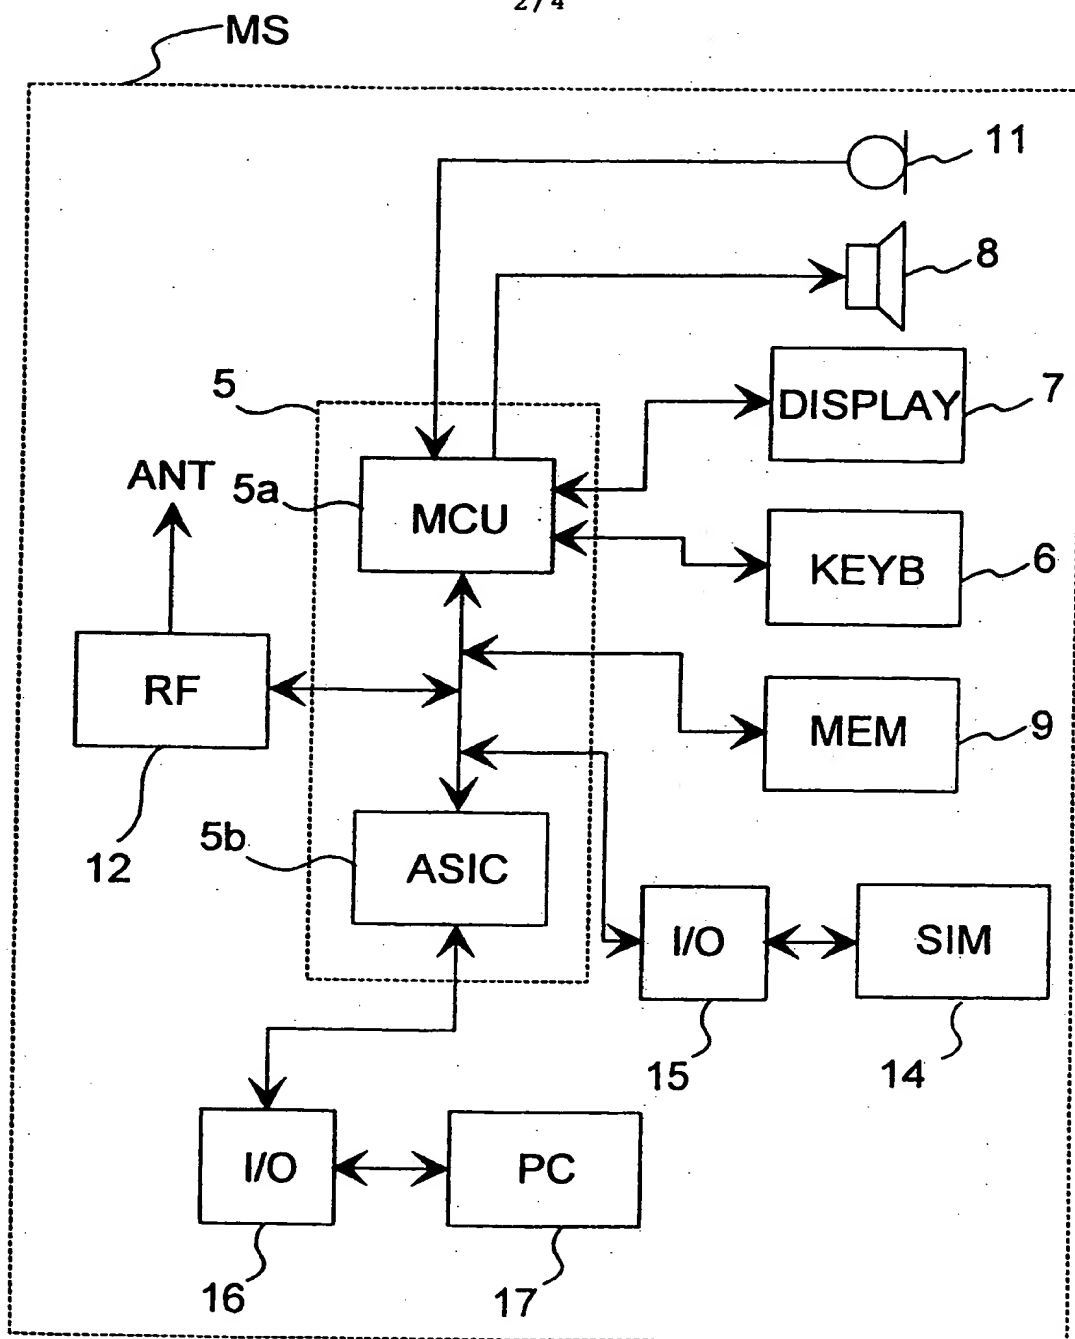 2/4
MS
11
8
5
DISPLAY
7
ANT
5a
MCU
KEYB
6
RF
MEM
9
12
5b
ASIC
I/O
SIM
15
14
I/O
PC
16
17